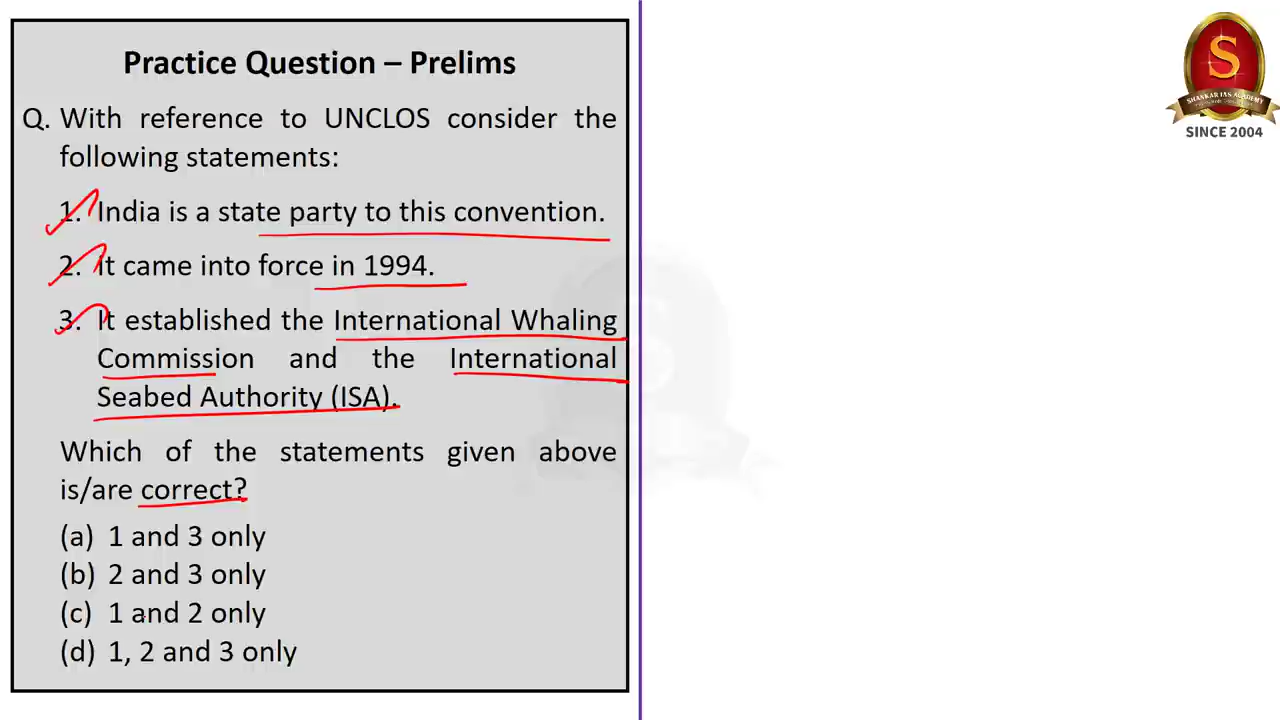 Practice Question – Prelims
Q. With reference to UNCLOS consider the
following statements:
1. India is a state party to this convention.
2. It came into force in 1994.
3. It established the International Whaling
Commission and the International
Seabed Authority (ISA).
Which of the statements given above
is/are correct?
(a) 1 and 3 only
(b) 2 and 3 only
(c) 1 and 2 only
(d) 1, 2 and 3 only
S
SHANKAR IAS ACADEMY
SINCE 2004